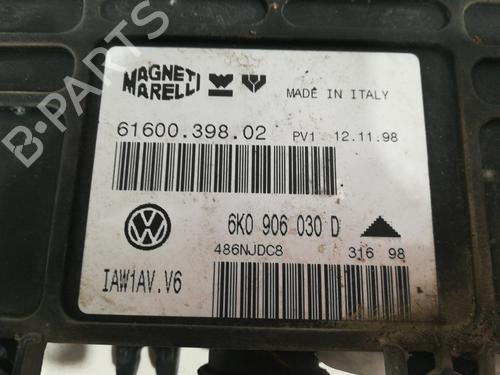 B-PARTS
MAGNETI
MARELLI
MADE IN ITALY
61600.398.02 PV1 12.11.98
6K0 906 030 D
486NJDC8 316 98
IAW1AV.V6